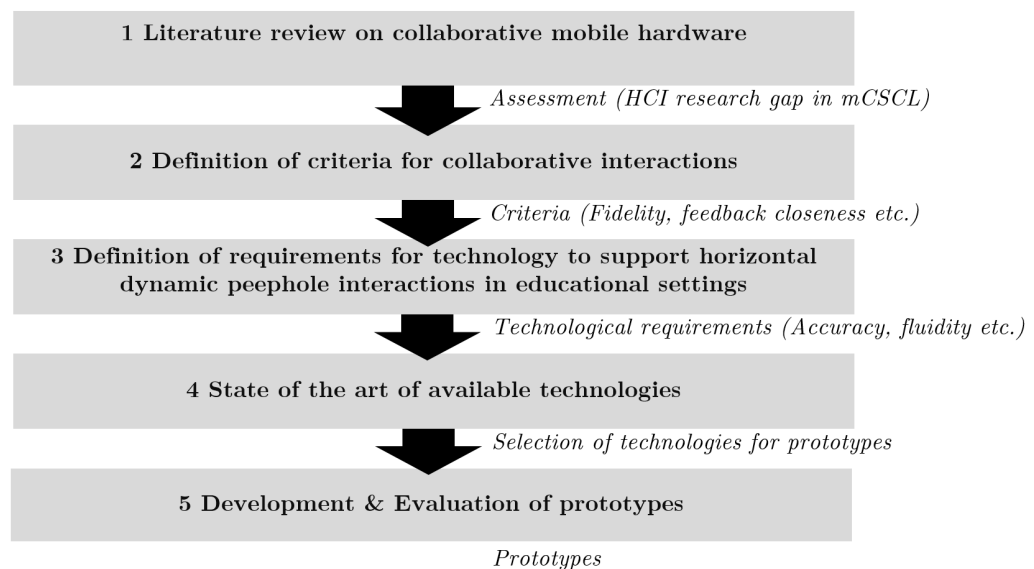 1 Literature review on collaborative mobile hardware
Assessment (HCI research gap in mCSCL)
2 Definition of criteria for collaborative interactions
Criteria (Fidelity, feedback closeness etc.)
3 Definition of requirements for technology to support horizontal
dynamic peephole interactions in educational settings
Technological requirements (Accuracy, fluidity etc.)
4 State of the art of available technologies
Selection of technologies for prototypes
5 Development & Evaluation of prototypes
Prototypes